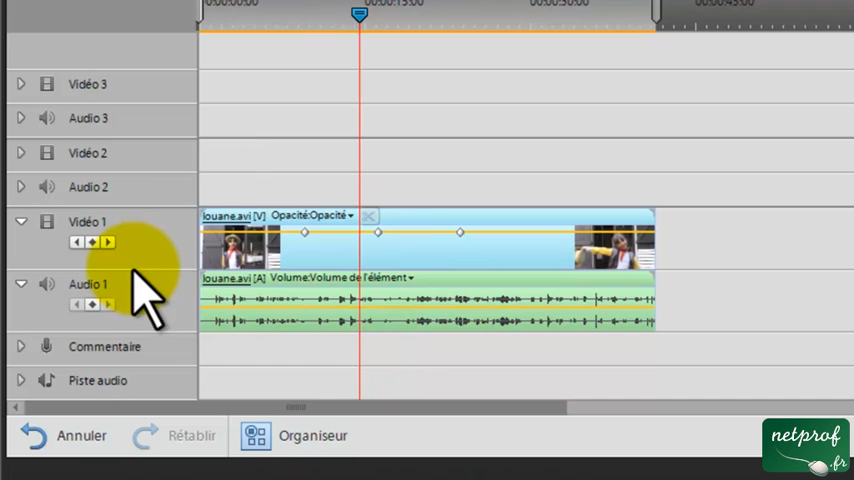 0:00:00:00 00:00:15:00 00:00:30:00 00:00:45:00
Vidéo 3
Audio 3
Vidéo 2
Audio 2
Vidéo 1
louane.avi [V] Opacité:Opacité
Audio 1
louane.avi [A] Volume:Volume de l'élément
Commentaire
Piste audio
Annuler
Rétablir
Organiseur
netprof
.fr